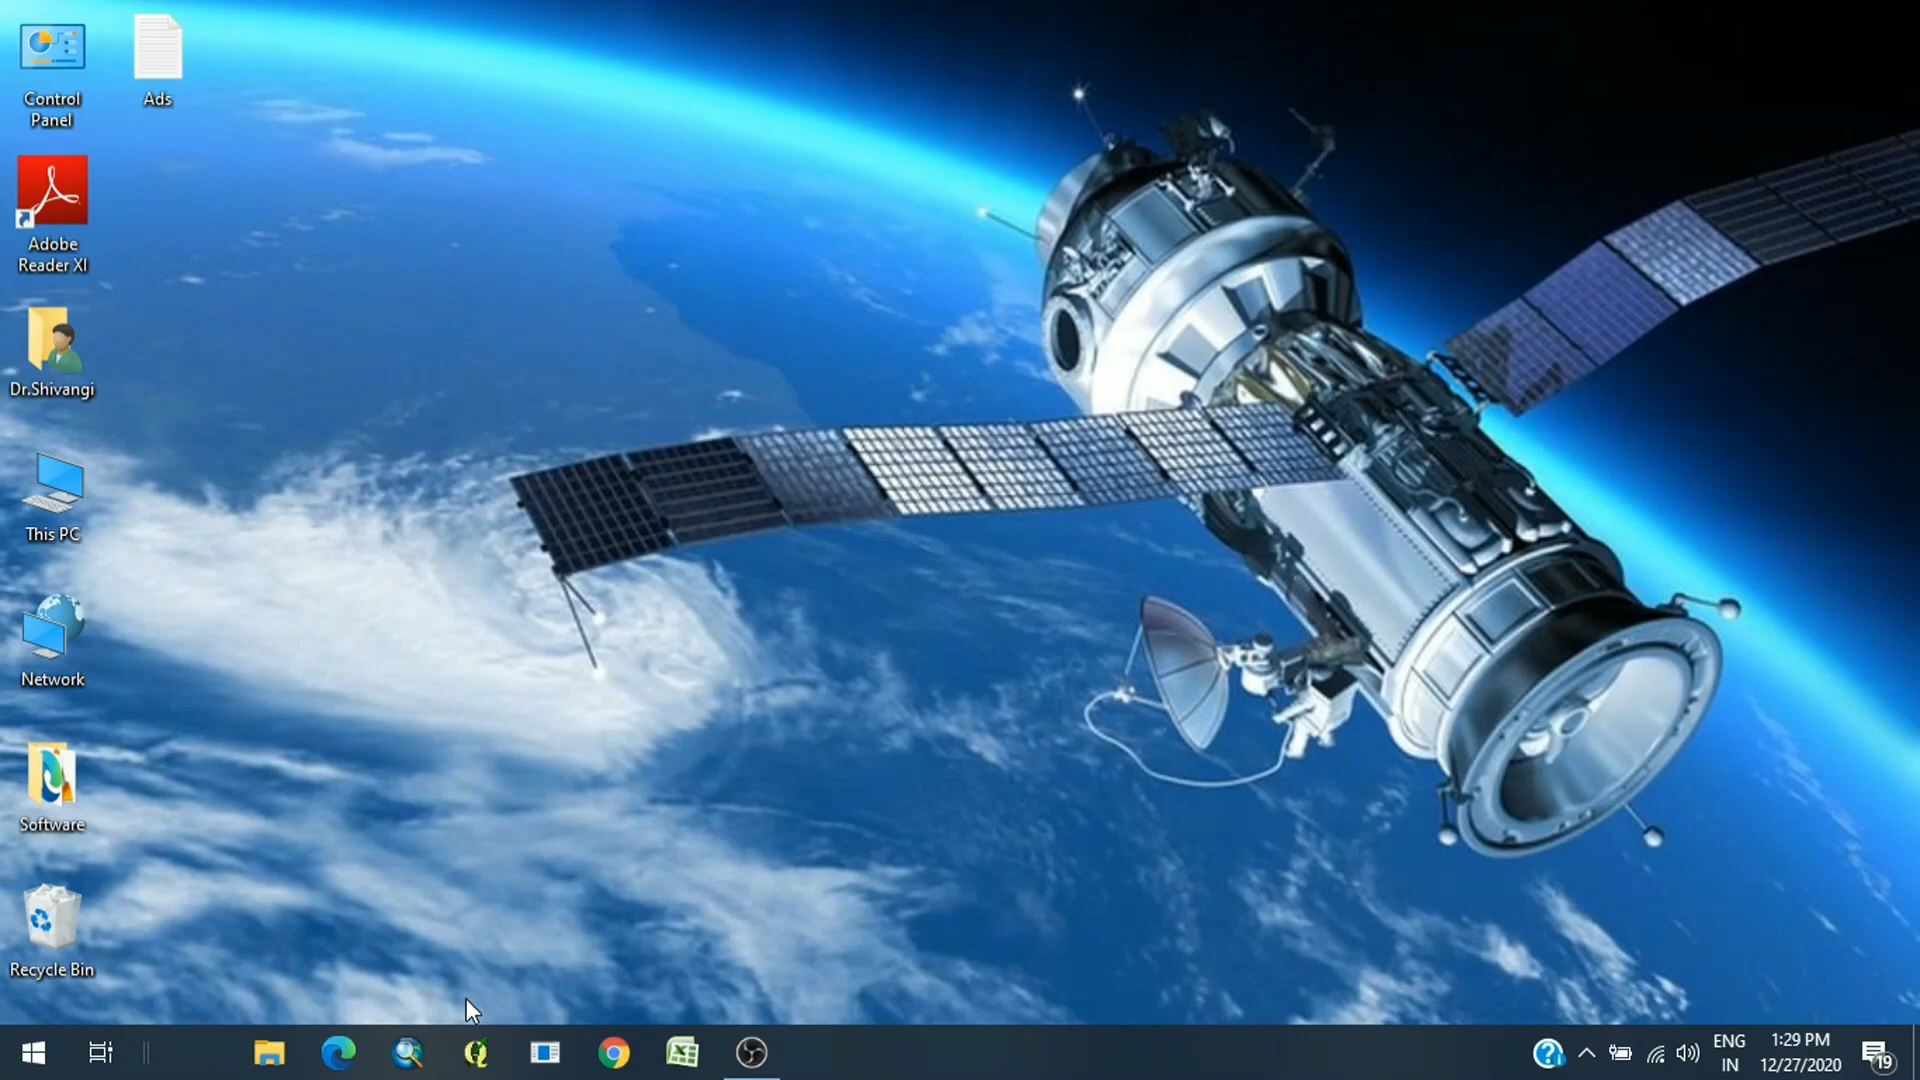 Control
Panel
Ads
Adobe
Reader XI
Dr.Shivangi
This PC
Network
Software
Recycle Bin
ENG
IN
1:29 PM
12/27/2020
19